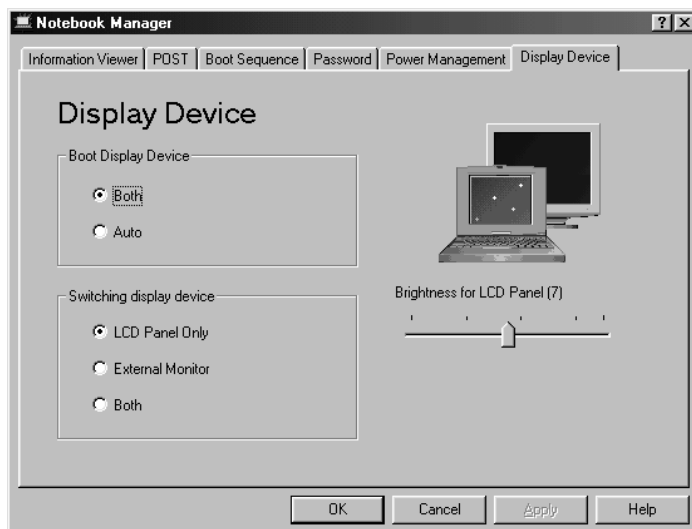 Notebook Manager
Information Viewer POST Boot Sequence Password Power Management Display Device
Display Device
Boot Display Device
Both
Auto
Switching display device
LCD Panel Only
External Monitor
Both
Brightness for LCD Panel (7)
OK Cancel Apply Help